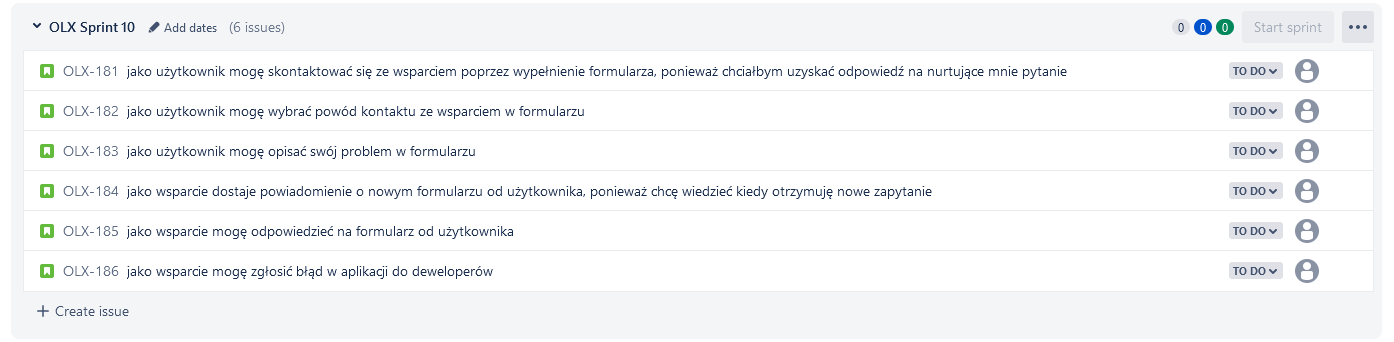 OLX Sprint 10 Add dates (6 issues) 0 0 0 Start sprint
OLX-181 jako użytkownik mogę skontaktować się ze wsparciem poprzez wypełnienie formularza, ponieważ chciałbym uzyskać odpowiedź na nurtujące mnie pytanie TO DO
OLX-182 jako użytkownik mogę wybrać powód kontaktu ze wsparciem w formularzu TO DO
OLX-183 jako użytkownik mogę opisać swój problem w formularzu TO DO
OLX-184 jako wsparcie dostaje powiadomienie o nowym formularzu od użytkownika, ponieważ chcę wiedzieć kiedy otrzymuję nowe zapytanie TO DO
OLX-185 jako wsparcie mogę odpowiedzieć na formularz od użytkownika TO DO
OLX-186 jako wsparcie mogę zgłosić błąd w aplikacji do deweloperów TO DO
Create issue